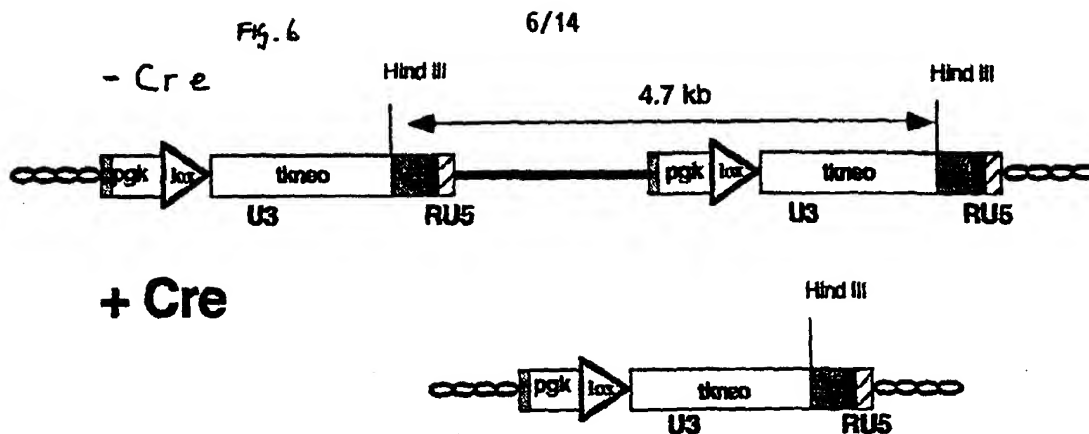 Fig. 6
6/14
- Cre
Hind III
Hind III
4.7 kb
pgk lox tkneo pgk lox tkneo
U3 RU5 U3 RU5
+ Cre
Hind III
pgk lox tkneo
U3 RU5